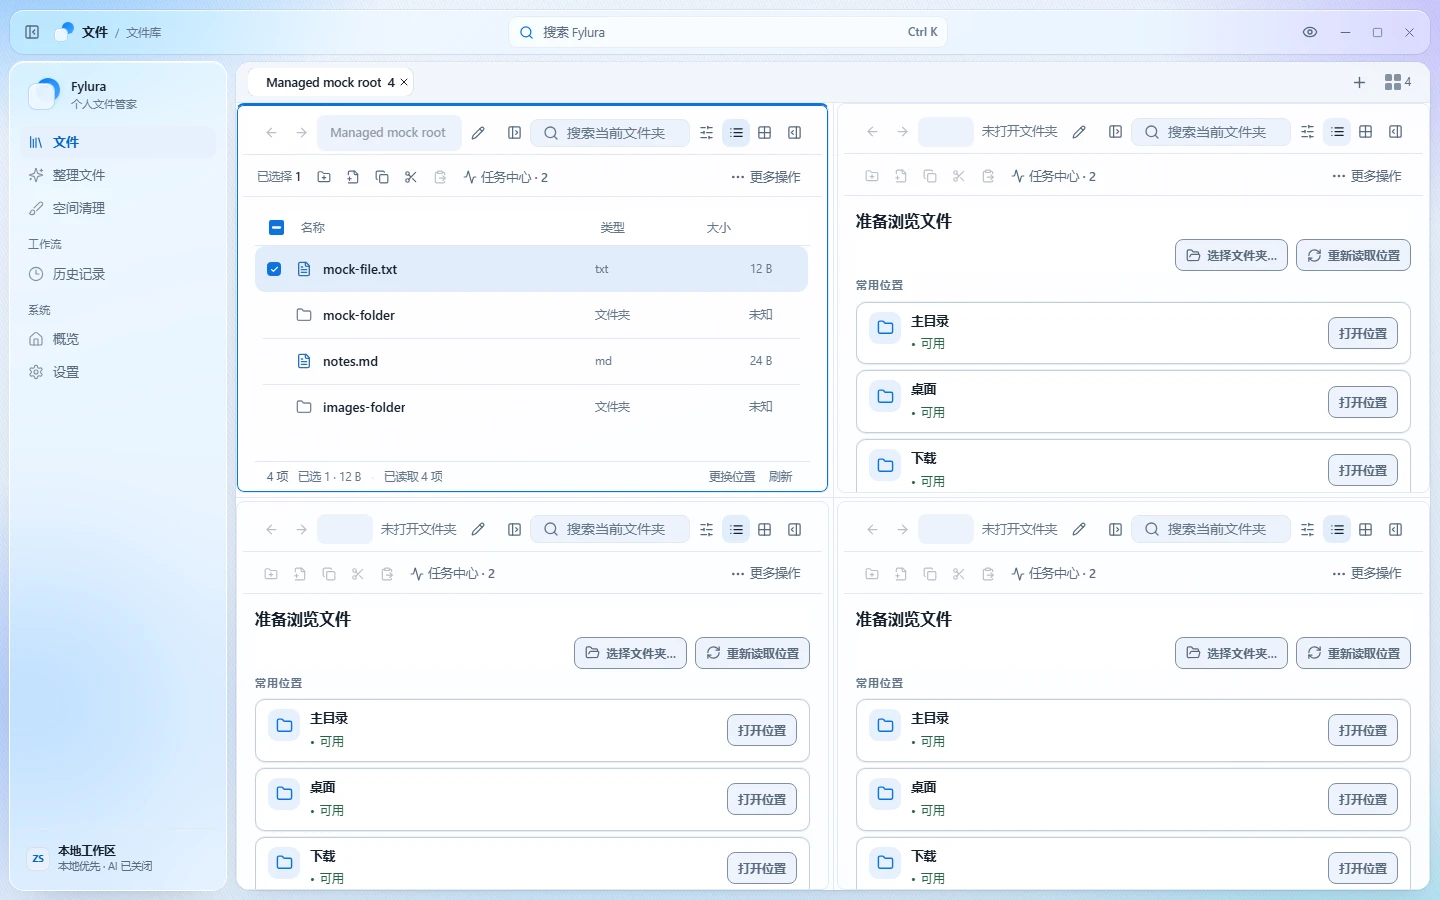 文件 / 文件库
搜索 Fylura Ctrl K
Fylura
个人文件管家
文件
整理文件
空间清理
工作流
历史记录
系统
概览
设置
ZS
本地工作区
本地优先 · AI 已关闭
Managed mock root 4 ×
4
Managed mock root
搜索当前文件夹
已选择 1
任务中心 · 2
更多操作
名称 类型 大小
mock-file.txt txt 12 B
mock-folder 文件夹 未知
notes.md md 24 B
images-folder 文件夹 未知
4 项 已选 1 · 12 B · 已读取 4 项 更换位置 刷新
未打开文件夹
搜索当前文件夹
任务中心 · 2
更多操作
准备浏览文件
选择文件夹...
重新读取位置
常用位置
主目录
• 可用
打开位置
桌面
• 可用
打开位置
下载
• 可用
打开位置
未打开文件夹
搜索当前文件夹
任务中心 · 2
更多操作
准备浏览文件
选择文件夹...
重新读取位置
常用位置
主目录
• 可用
打开位置
桌面
• 可用
打开位置
下载
• 可用
打开位置
未打开文件夹
搜索当前文件夹
任务中心 · 2
更多操作
准备浏览文件
选择文件夹...
重新读取位置
常用位置
主目录
• 可用
打开位置
桌面
• 可用
打开位置
下载
• 可用
打开位置